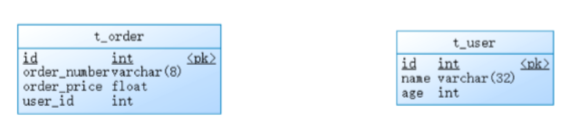 t_order
id int <pk>
order_number varchar(8)
order_price float
user_id int
t_user
id int <pk>
name varchar(32)
age int